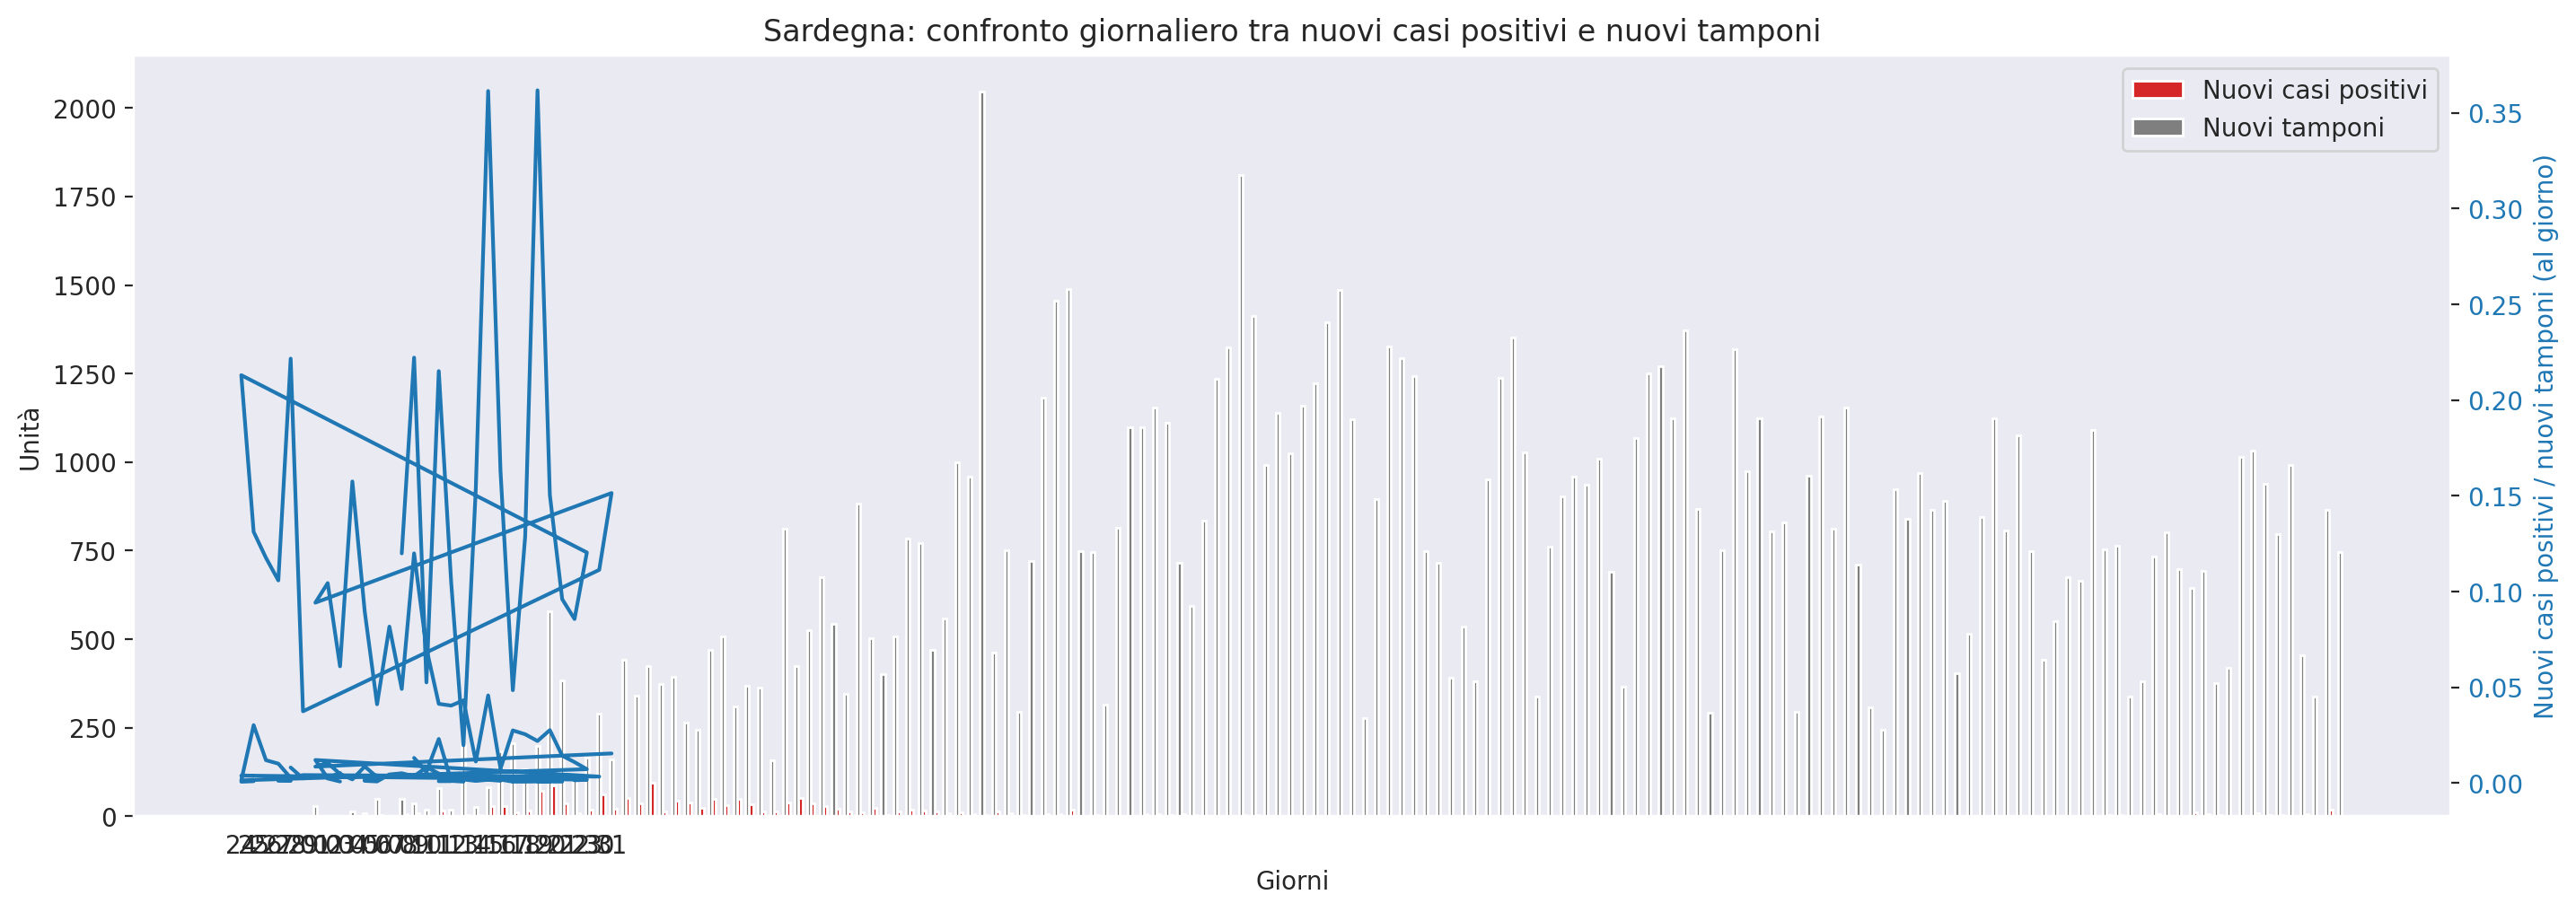 Sardegna: confronto giornaliero tra nuovi casi positivi e nuovi tamponi
Nuovi casi positivi
Nuovi tamponi
2000
1750
1500
1250
1000
750
500
250
0
Unità
0.35
0.30
0.25
0.20
0.15
0.10
0.05
0.00
Nuovi casi positivi / nuovi tamponi (al giorno)
Giorni